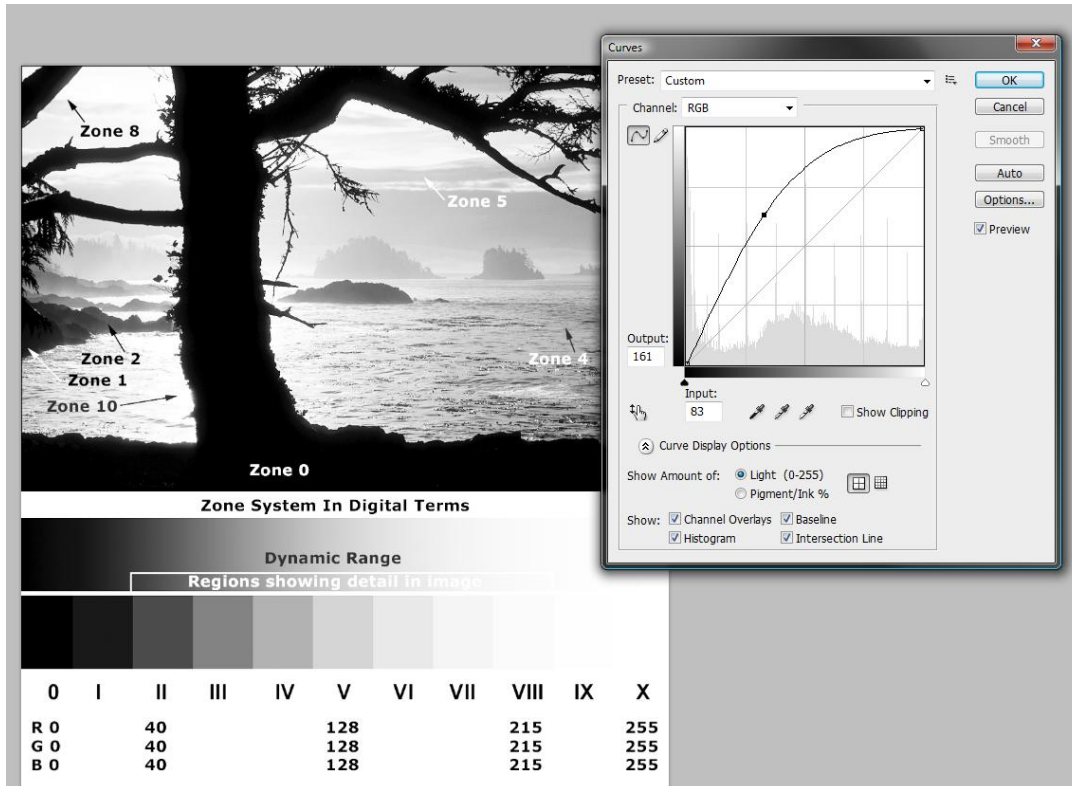 Zone 8
Zone 5
Zone 2
Zone 1
Zone 10
Zone 4
Zone 0
Zone System In Digital Terms
Dynamic Range
Regions showing detail in image
0 I II III IV V VI VII VIII IX X
R 0 40 128 215 255
G 0 40 128 215 255
B 0 40 128 215 255
Curves
Preset: Custom
OK
Channel: RGB
Cancel
Smooth
Auto
Options...
Preview
Output:
161
Input:
83
Show Clipping
Curve Display Options
Show Amount of: Light (0-255)
Pigment/Ink %
Show: Channel Overlays Baseline
Histogram Intersection Line